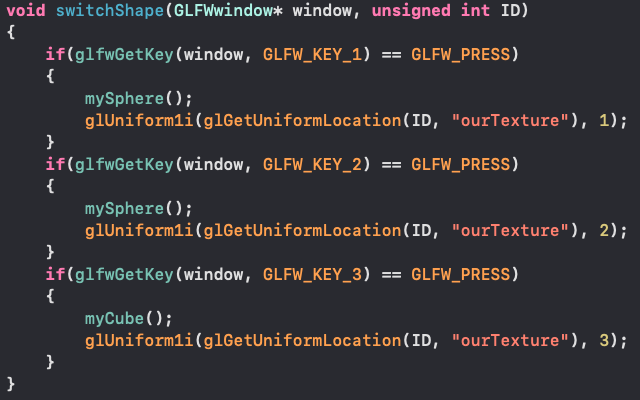 void switchShape(GLFWwindow* window, unsigned int ID)
{
    if(glfwGetKey(window, GLFW_KEY_1) == GLFW_PRESS)
    {
        mySphere();
        glUniform1i(glGetUniformLocation(ID, "ourTexture"), 1);
    }
    if(glfwGetKey(window, GLFW_KEY_2) == GLFW_PRESS)
    {
        mySphere();
        glUniform1i(glGetUniformLocation(ID, "ourTexture"), 2);
    }
    if(glfwGetKey(window, GLFW_KEY_3) == GLFW_PRESS)
    {
        myCube();
        glUniform1i(glGetUniformLocation(ID, "ourTexture"), 3);
    }
}